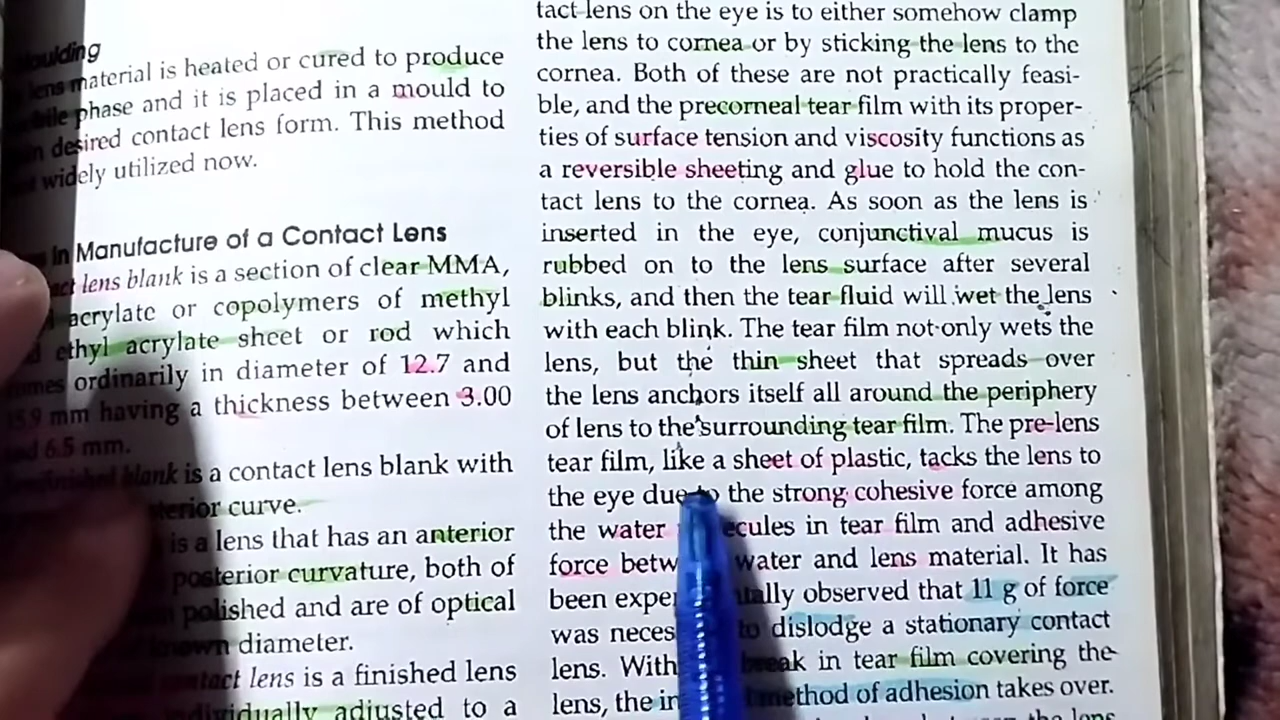 oulding
lens material is heated or cured to produce
phase and it is placed in a mould to
desired contact lens form. This method
widely utilized now.
In Manufacture of a Contact Lens
lens blank is a section of clear MMA,
acrylate or copolymers of methyl
ethyl acrylate sheet or rod which
ordinarily in diameter of 12.7 and
15.9 mm having a thickness between 3.00
and 6.5 mm.
blank is a contact lens blank with
curve.
is a lens that has an anterior
posterior curvature, both of
polished and are of optical
diameter.
lens is a finished lens
adjusted to a
tact lens on the eye is to either somehow clamp
the lens to cornea or by sticking the lens to the
cornea. Both of these are not practically feasi-
ble, and the precorneal tear film with its proper-
ties of surface tension and viscosity functions as
a reversible sheeting and glue to hold the con-
tact lens to the cornea. As soon as the lens is
inserted in the eye, conjunctival mucus is
rubbed on to the lens surface after several
blinks, and then the tear fluid will wet the lens
with each blink. The tear film not only wets the
lens, but the thin sheet that spreads over
the lens anchors itself all around the periphery
of lens to the surrounding tear film. The pre-lens
tear film, like a sheet of plastic, tacks the lens to
the eye due to the strong cohesive force among
the water ecules in tear film and adhesive
force betw water and lens material. It has
been exper tally observed that 11 g of force
was neces to dislodge a stationary contact
lens. With break in tear film covering the
lens, the in method of adhesion takes over.